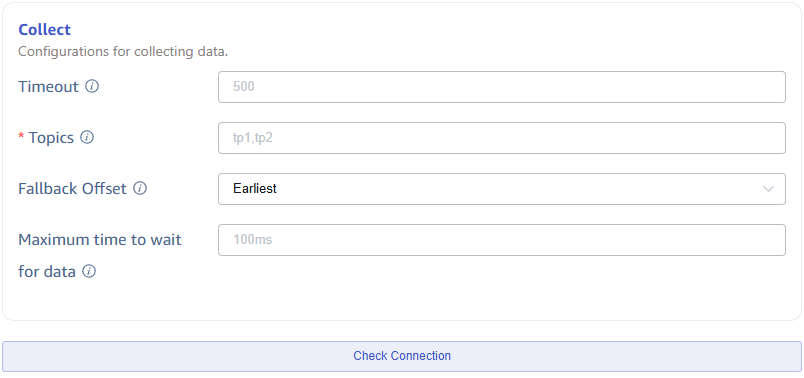 Collect
Configurations for collecting data.
Timeout
500
* Topics
tp1,tp2
Fallback Offset
Earliest
Maximum time to wait
for data
100ms
Check Connection